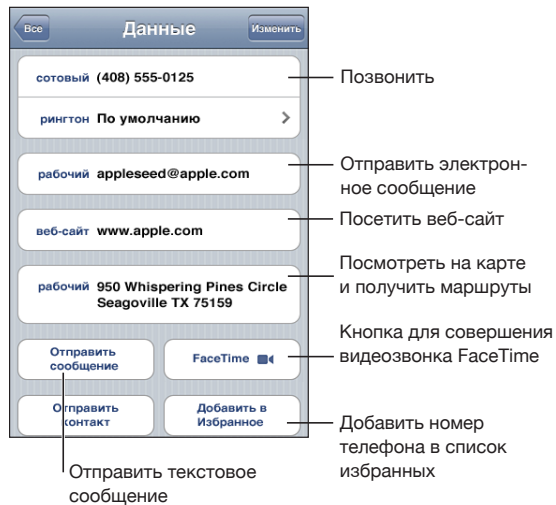 Все
Данные
Изменить
сотовый (408) 555-0125
Позвонить
рингтон По умолчанию
рабочий appleseed@apple.com
Отправить электрон-
ное сообщение
веб-сайт www.apple.com
Посетить веб-сайт
рабочий 950 Whispering Pines Circle
Seagoville TX 75159
Посмотреть на карте
и получить маршруты
Отправить
сообщение
FaceTime
Кнопка для совершения
видеозвонка FaceTime
Отправить
контакт
Добавить в
Избранное
Добавить номер
телефона в список
избранных
Отправить текстовое
сообщение